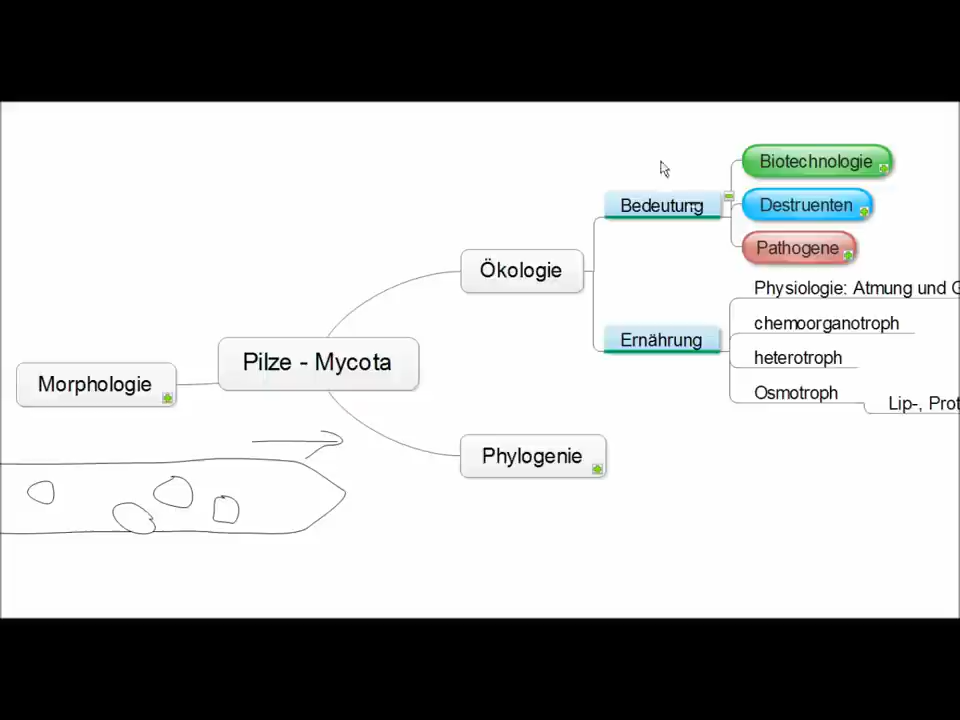 Biotechnologie
Bedeutung
Destruenten
Pathogene
Ökologie
Physiologie: Atmung und G
chemoorganotroph
Ernährung
heterotroph
Pilze - Mycota
Morphologie
Osmotroph
Lip-, Prot
Phylogenie